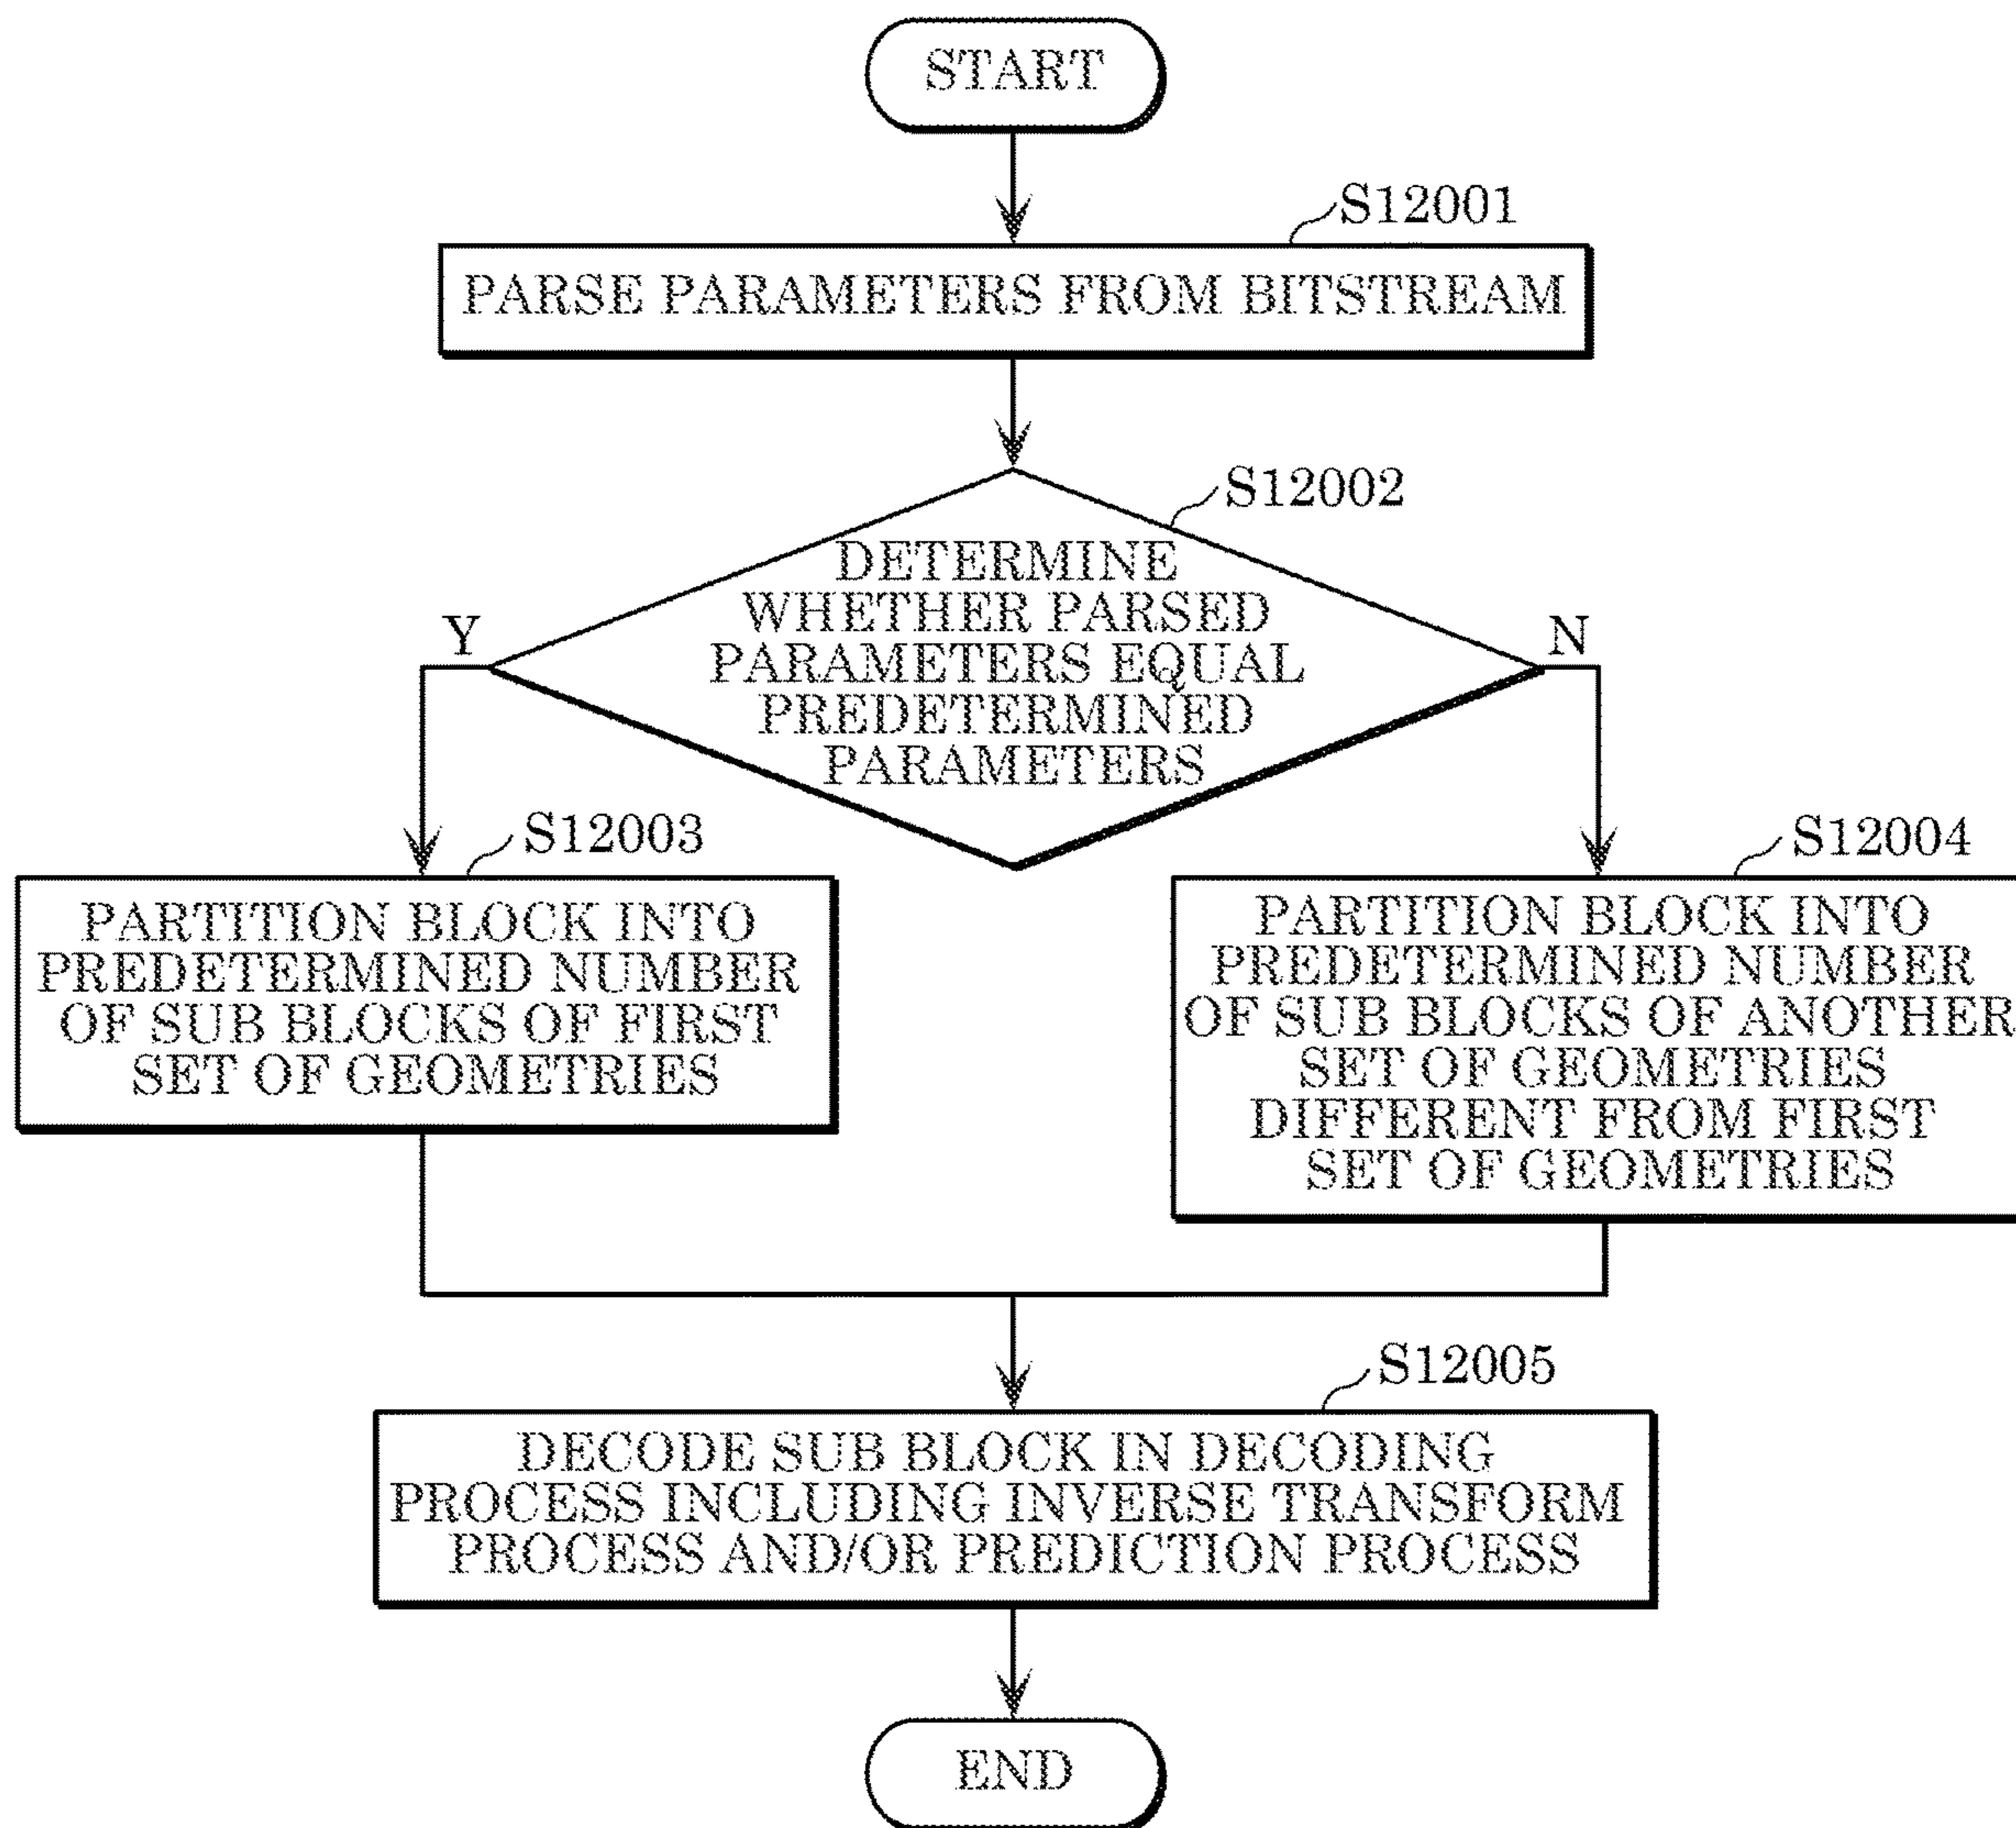 START
S12001
PARSE PARAMETERS FROM BITSTREAM
S12002
DETERMINE
WHETHER PARSED
PARAMETERS EQUAL
PREDETERMINED
PARAMETERS
Y
N
S12003
PARTITION BLOCK INTO
PREDETERMINED NUMBER
OF SUB BLOCKS OF FIRST
SET OF GEOMETRIES
S12004
PARTITION BLOCK INTO
PREDETERMINED NUMBER
OF SUB BLOCKS OF ANOTHER
SET OF GEOMETRIES
DIFFERENT FROM FIRST
SET OF GEOMETRIES
S12005
DECODE SUB BLOCK IN DECODING
PROCESS INCLUDING INVERSE TRANSFORM
PROCESS AND/OR PREDICTION PROCESS
END